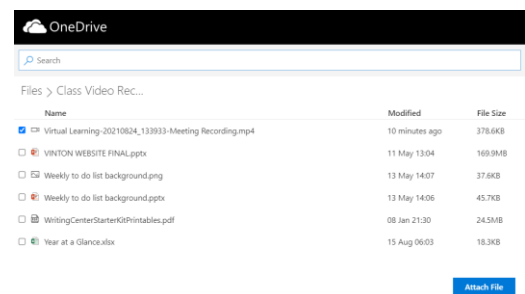 OneDrive
Search
Files > Class Video Rec...
Name Modified File Size
Virtual Learning-20210824_133933-Meeting Recording.mp4 10 minutes ago 378.6KB
VINTON WEBSITE FINAL.pptx 11 May 13:04 169.9MB
Weekly to do list background.png 13 May 14:07 37.6KB
Weekly to do list background.pptx 13 May 14:06 45.7KB
WritingCenterStarterKitPrintables.pdf 08 Jan 21:30 24.5MB
Year at a Glance.xlsx 15 Aug 06:03 18.3KB
Attach File